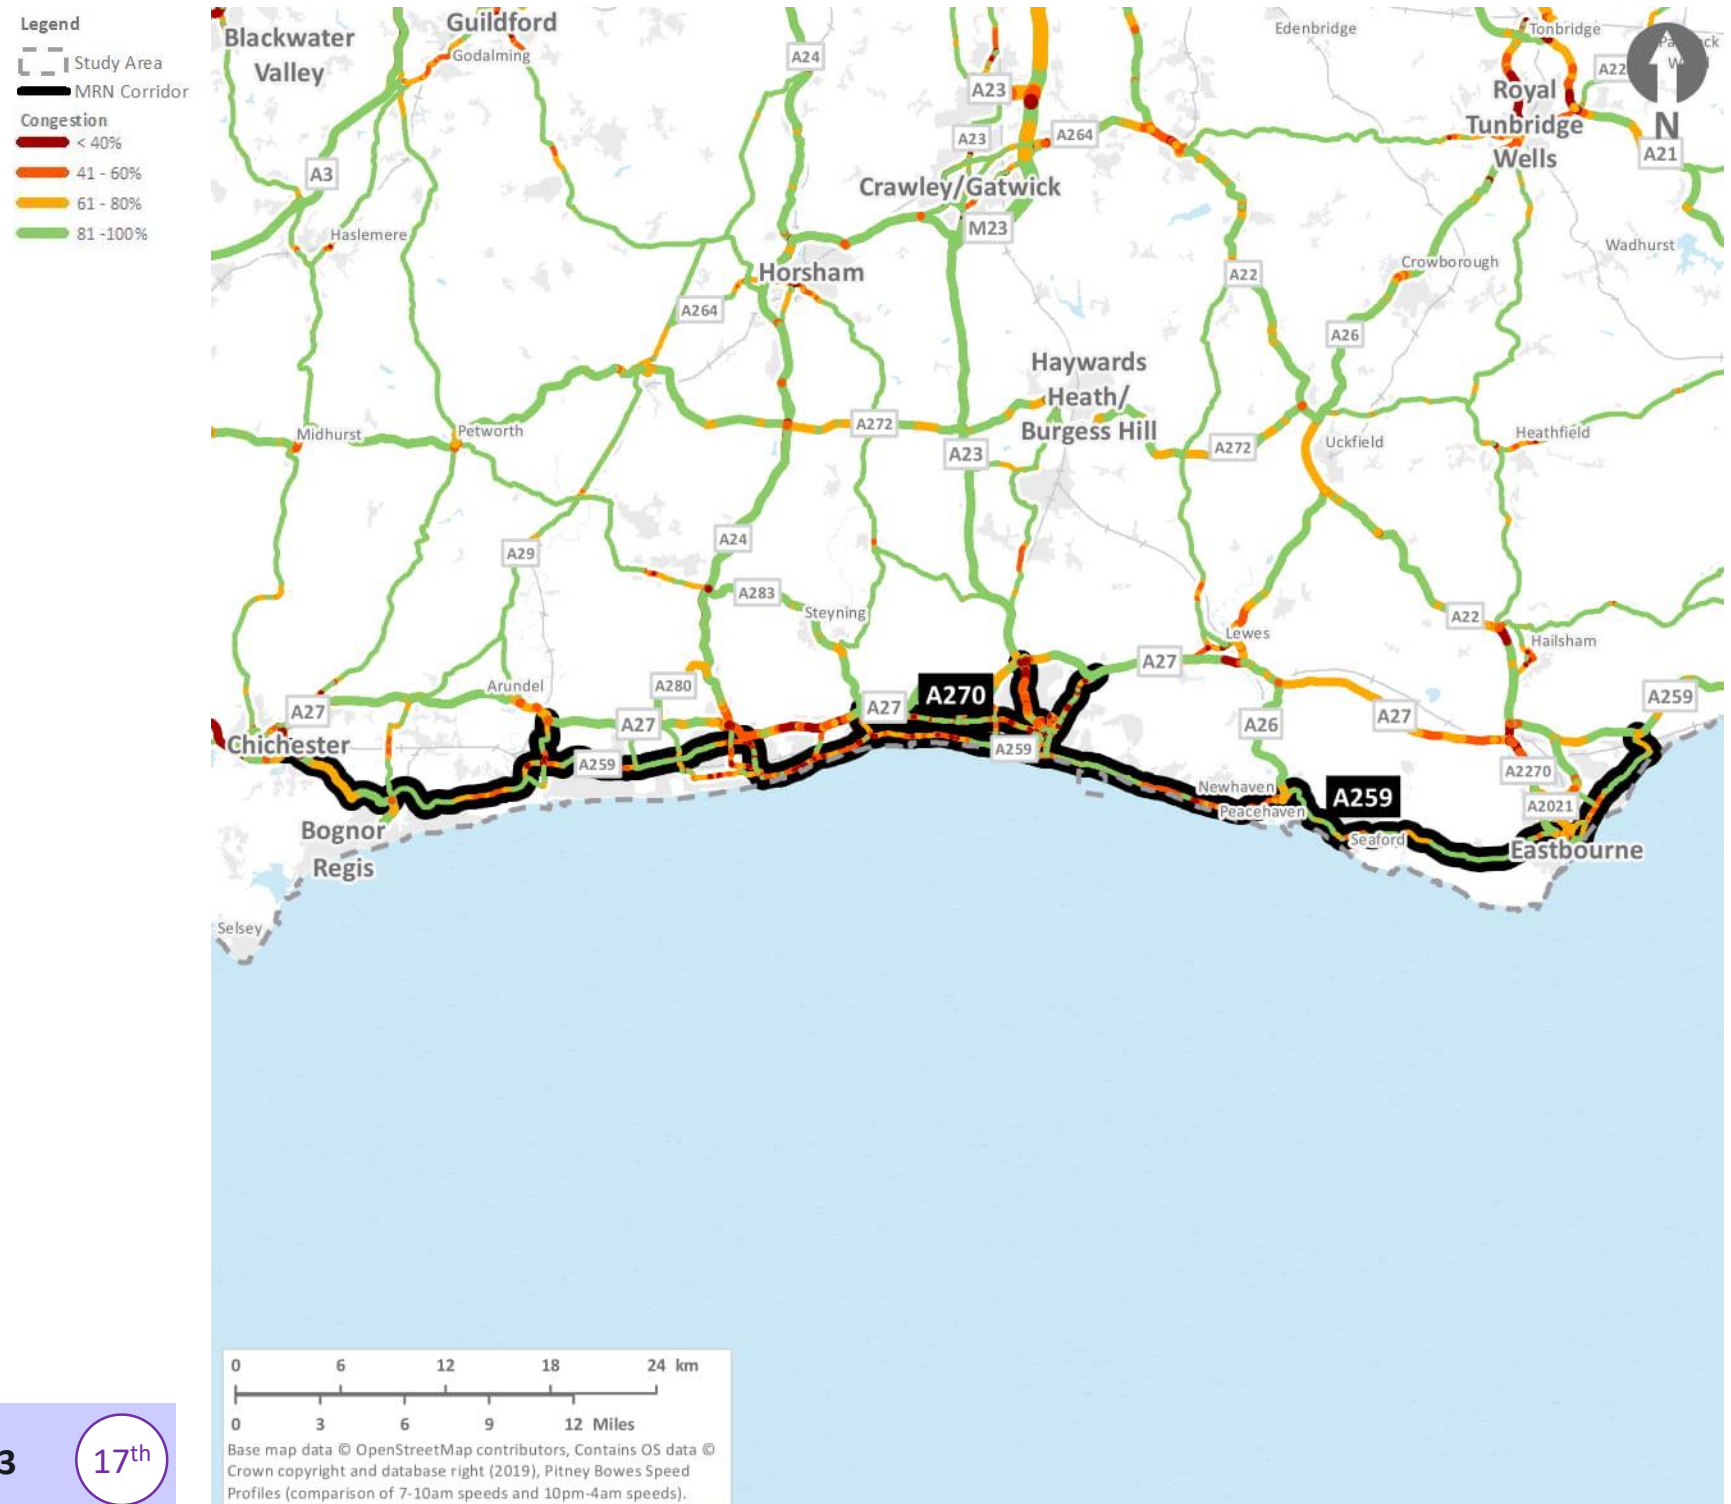 Legend
Study Area
MRN Corridor
Congestion
< 40%
41 - 60%
61 - 80%
81 -100%
Blackwater
Valley
Guildford
Godalming
A24
Edenbridge
Tonbridge
A22
A23
A23
A264
Royal
Tunbridge
Wells
N
A21
A3
Crawley/Gatwick
M23
Haslemere
Wadhurst
Horsham
A22
Crowborough
A264
A26
Haywards
Heath/
Burgess Hill
Midhurst
Petworth
A272
A23
A272
Uckfield
Heathfield
A24
A29
A283
Steyning
A22
Lewes
Hailsham
A27
Arundel
A280
A270
A259
A27
A27
A27
A26
A27
Chichester
A259
A259
A2270
Newhaven
Peacehaven
A259
A2021
Bognor
Regis
Seaford
Eastbourne
Selsey
0 6 12 18 24 km
0 3 6 9 12 Miles
Base map data © OpenStreetMap contributors, Contains OS data ©
Crown copyright and database right (2019), Pitney Bowes Speed
Profiles (comparison of 7-10am speeds and 10pm-4am speeds).
3
17th